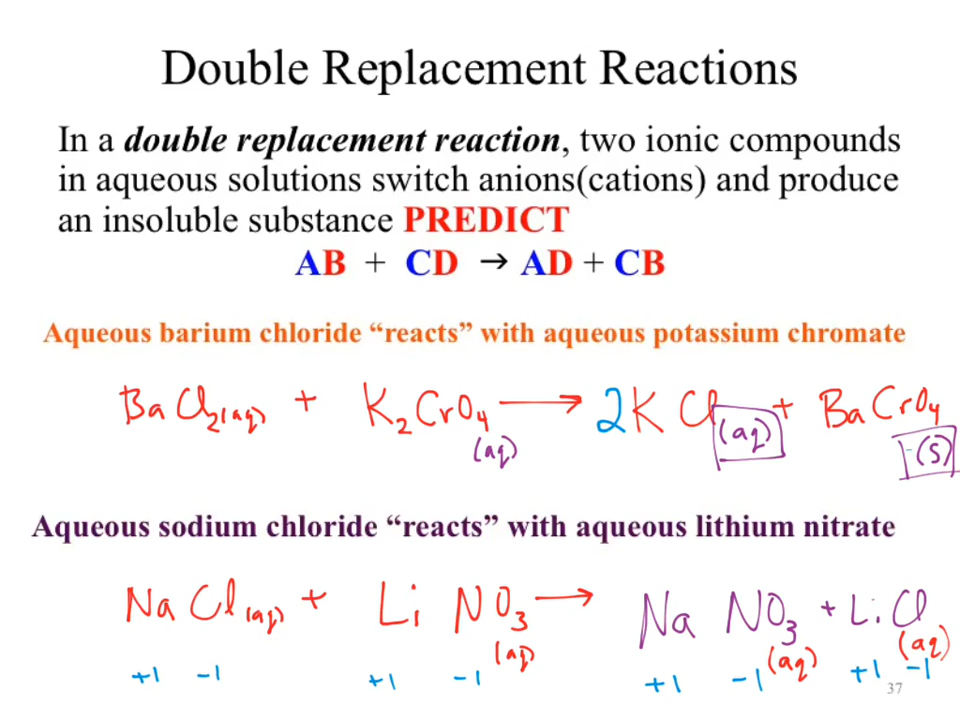 Double Replacement Reactions
In a double replacement reaction, two ionic compounds
in aqueous solutions switch anions(cations) and produce
an insoluble substance PREDICT
AB + CD → AD + CB
Aqueous barium chloride “reacts” with aqueous potassium chromate
BaCl2(aq) + K2CrO4(aq) → 2KCl(aq) + BaCrO4(s)
Aqueous sodium chloride “reacts” with aqueous lithium nitrate
NaCl(aq) + LiNO3(aq) → NaNO3(aq) + LiCl(aq)
+1 -1 +1 -1 +1 -1 +1 -1
37